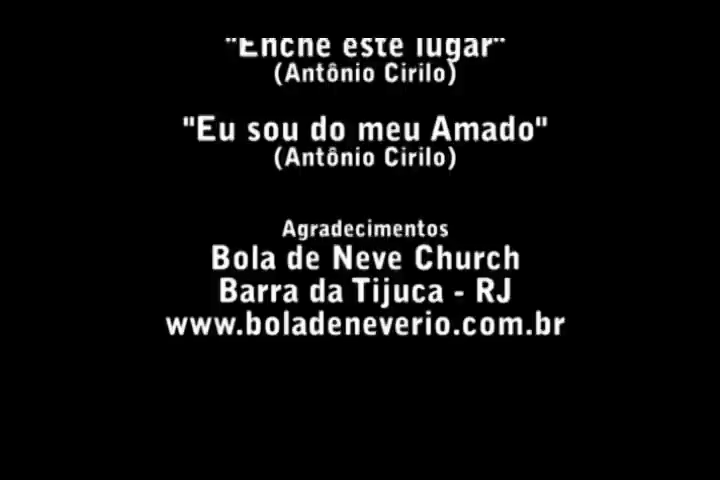 "Enche este lugar"
(Antônio Cirilo)
"Eu sou do meu Amado"
(Antônio Cirilo)
Agradecimentos
Bola de Neve Church
Barra da Tijuca - RJ
www.boladeneverio.com.br